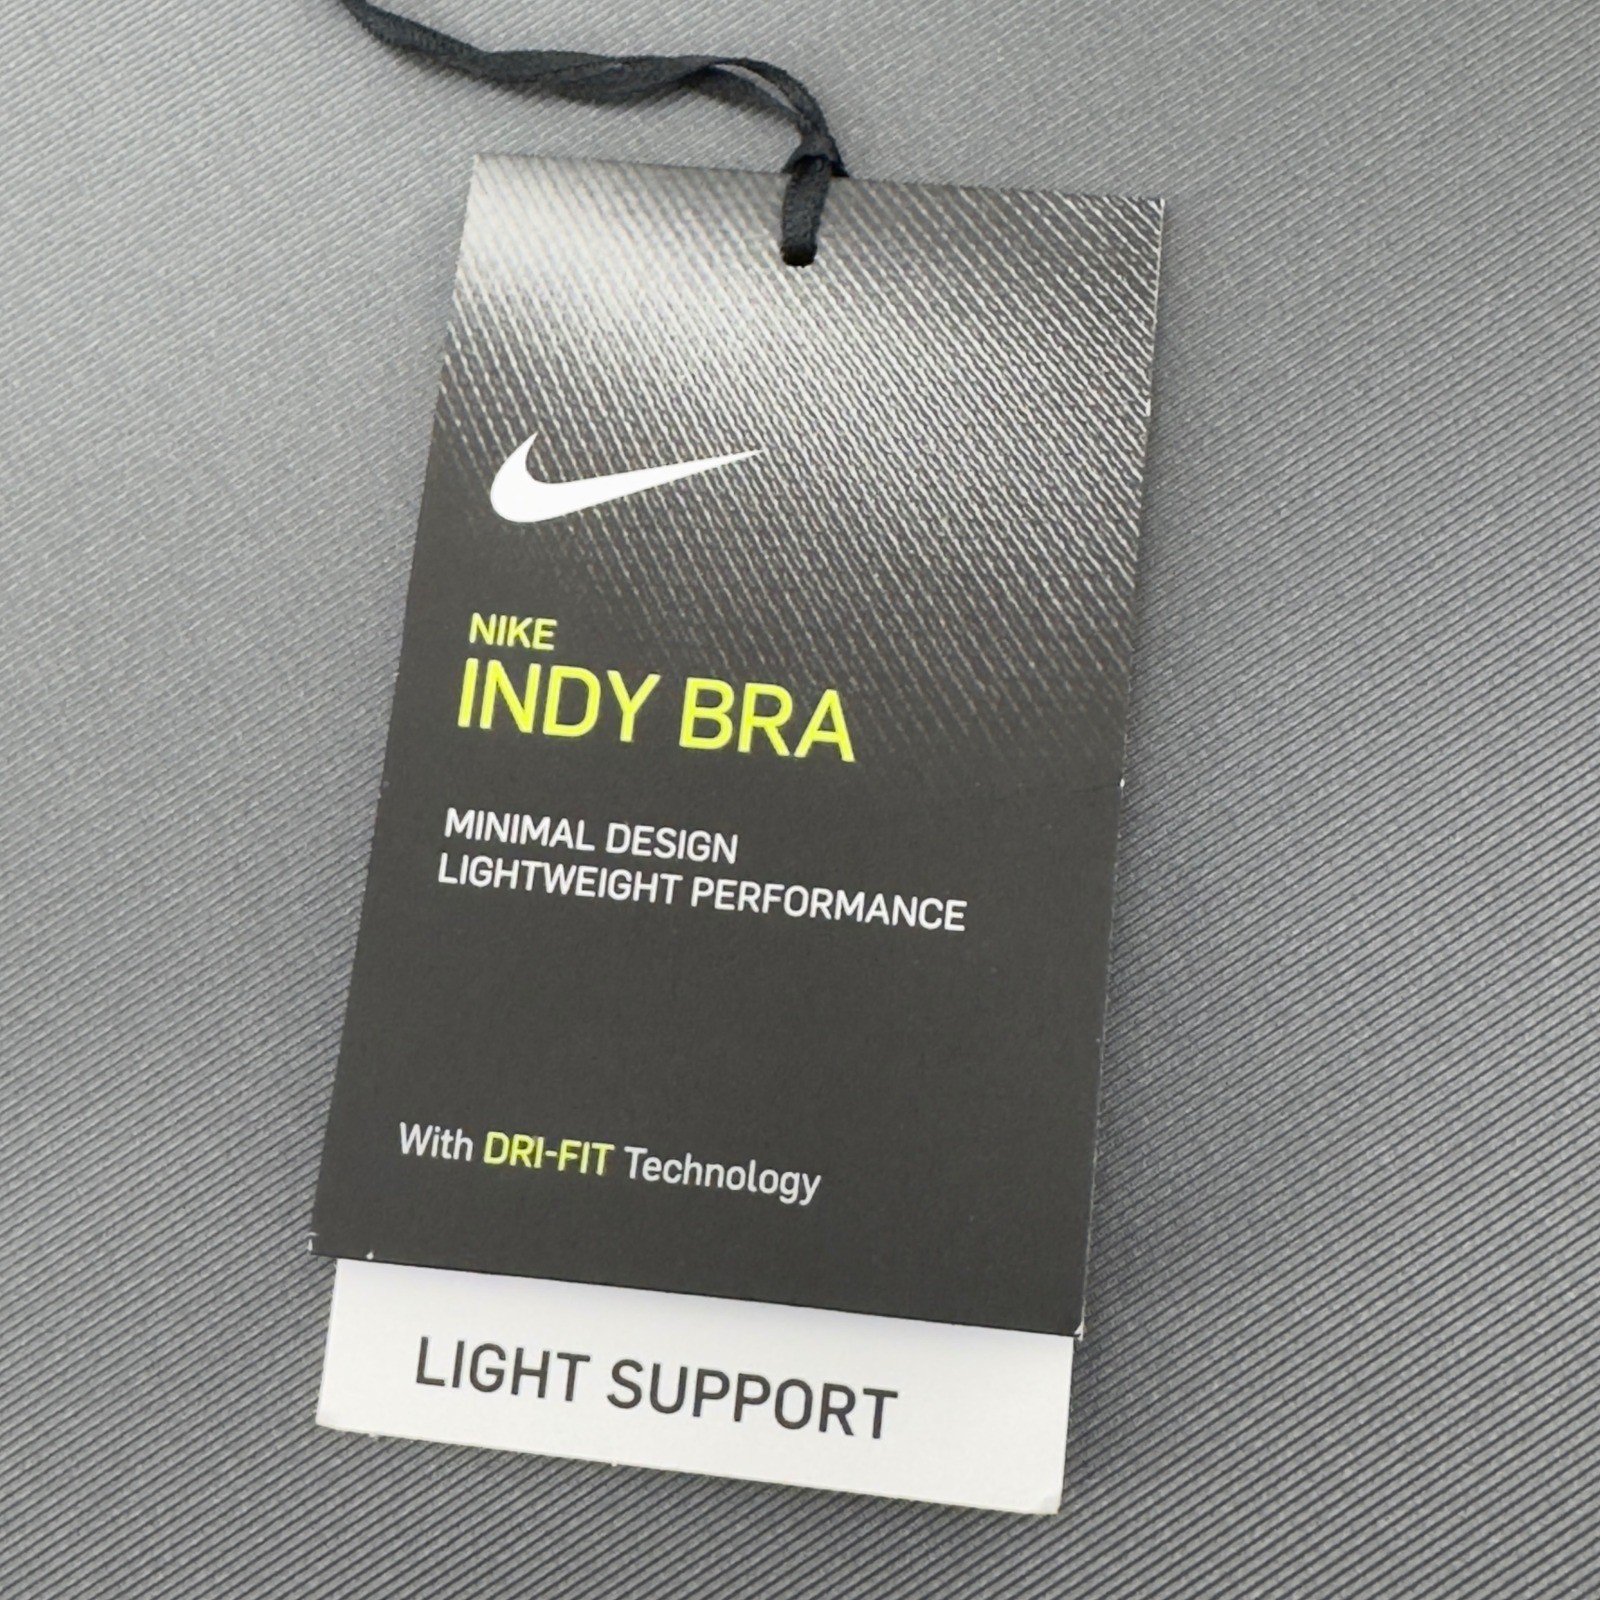 NIKE
INDY BRA
MINIMAL DESIGN
LIGHTWEIGHT PERFORMANCE
With DRI-FIT Technology
LIGHT SUPPORT